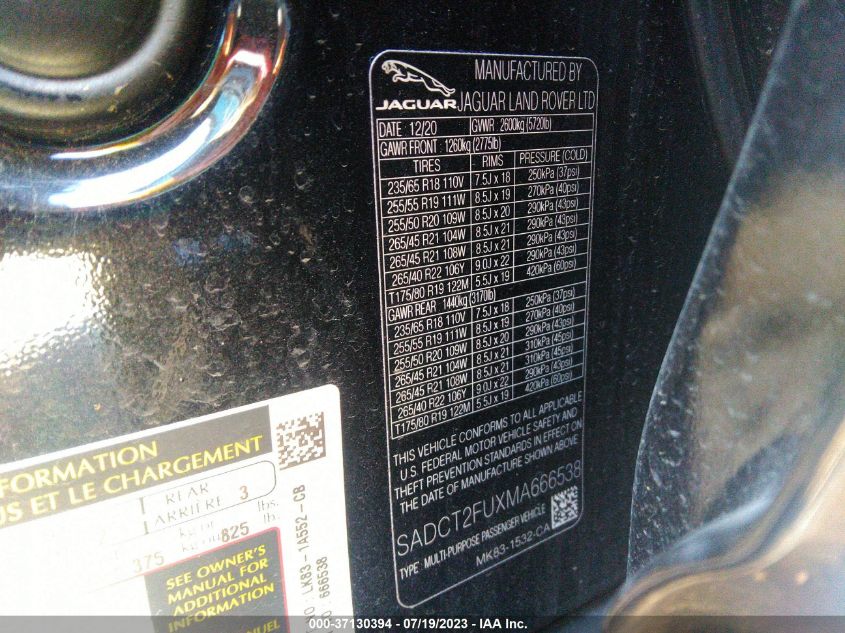 JAGUAR
MANUFACTURED BY
JAGUAR LAND ROVER LTD
DATE 12/20 GVWR 2600kg (5720lb)
GAWR FRONT : 1260kg (2775lb)
TIRES RIMS PRESSURE (COLD)
235/65 R18 110V 7.5J x 18 250kPa (37psi)
255/55 R19 111W 8.5J x 19 270kPa (40psi)
255/50 R20 109W 8.5J x 20 290kPa (43psi)
265/45 R21 104W 8.5J x 21 290kPa (43psi)
265/45 R21 108W 8.5J x 21 290kPa (43psi)
265/40 R22 106Y 9.0J x 22 290kPa (43psi)
T175/80 R19 122M 5.5J x 19 420kPa (60psi)
GAWR REAR 1440kg (3170lb)
235/65 R18 110V 7.5J x 18 250kPa (37psi)
255/55 R19 111W 8.5J x 19 270kPa (40psi)
255/50 R20 109W 8.5J x 20 290kPa (43psi)
265/45 R21 104W 8.5J x 21 310kPa (45psi)
265/45 R21 108W 8.5J x 21 310kPa (45psi)
265/40 R22 106Y 9.0J x 22 290kPa (43psi)
T175/80 R19 122M 5.5J x 19 420kPa (60psi)
THIS VEHICLE CONFORMS TO ALL APPLICABLE
U.S. FEDERAL MOTOR VEHICLE SAFETY AND
THEFT PREVENTION STANDARDS IN EFFECT ON
THE DATE OF MANUFACTURE SHOWN ABOVE
SADCT2FUXMA666538
TYPE: MULTI-PURPOSE PASSENGER VEHICLE
MK83-1532-CA
FORMATION
US ET LE CHARGEMENT
REAR
ARRIÈRE 3
kg or lbs.
375 kg ou 825 lb.
SEE OWNER'S
MANUAL FOR
ADDITIONAL
INFORMATION
LK83-1A552-CB
666538
000-37130394 - 07/19/2023 - IAA Inc.